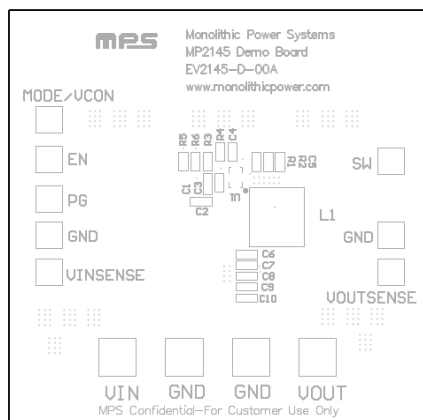 mps
Monolithic Power Systems
MP2145 Demo Board
EV2145-D-00A
www.monolithicpower.com
MODE/VCON
R5
R6
R3
R4
C4
EN
R1
R2
C5
SW
PG
C1
C3
U1
C2
L1
GND
GND
C6
C7
VINSENSE
C8
C9
C10
VOUTSENSE
VIN
GND
GND
VOUT
MPS Confidential-For Customer Use Only